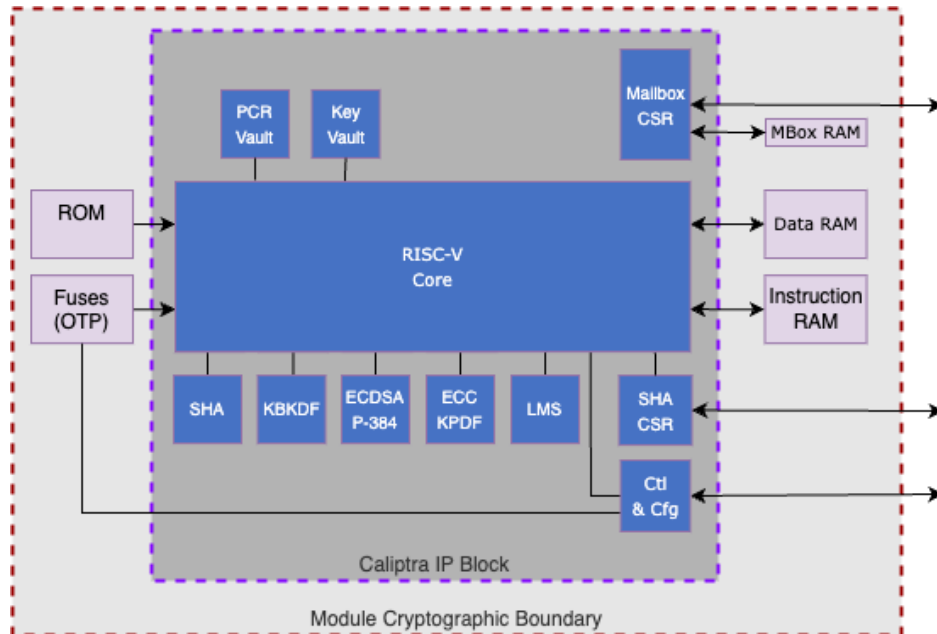 PCR
Vault
Key
Vault
Mailbox
CSR
MBox RAM
ROM
RISC-V
Core
Data RAM
Fuses
(OTP)
Instruction
RAM
SHA
KBKDF
ECDSA
P-384
ECC
KPDF
LMS
SHA
CSR
Ctl
& Cfg
Caliptra IP Block
Module Cryptographic Boundary